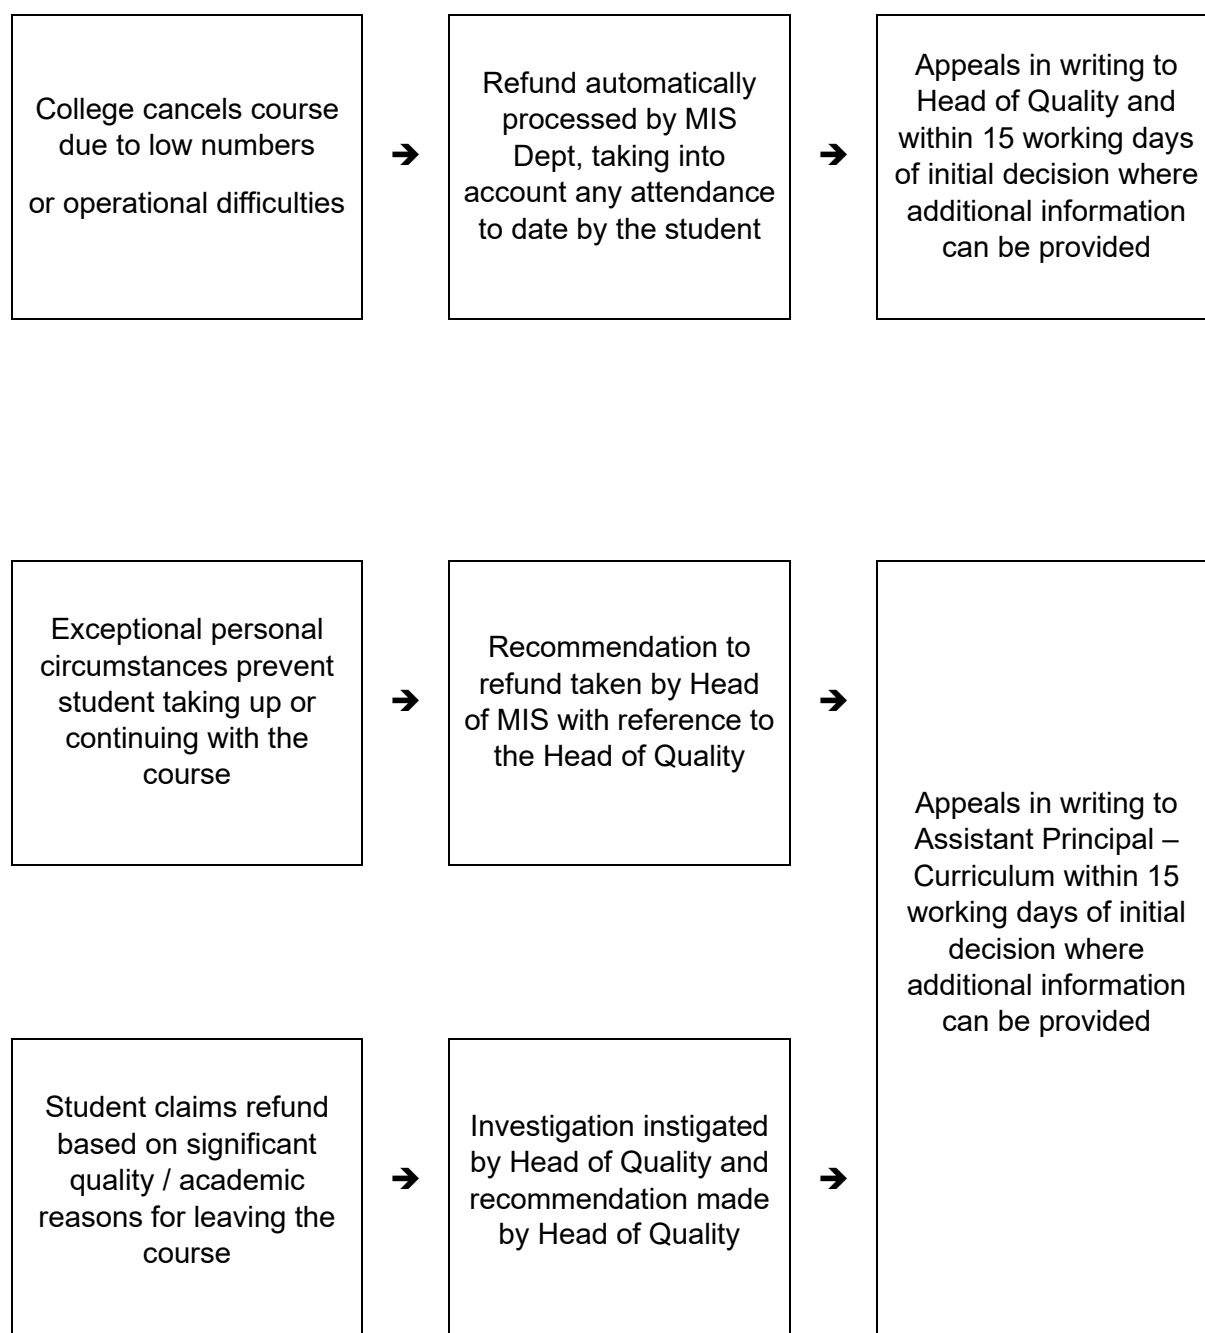 College cancels course
due to low numbers
or operational difficulties
➔
Refund automatically
processed by MIS
Dept, taking into
account any attendance
to date by the student
➔
Appeals in writing to
Head of Quality and
within 15 working days
of initial decision where
additional information
can be provided
Exceptional personal
circumstances prevent
student taking up or
continuing with the
course
➔
Recommendation to
refund taken by Head
of MIS with reference to
the Head of Quality
➔
Appeals in writing to
Assistant Principal –
Curriculum within 15
working days of initial
decision where
additional information
can be provided
Student claims refund
based on significant
quality / academic
reasons for leaving the
course
➔
Investigation instigated
by Head of Quality and
recommendation made
by Head of Quality
➔